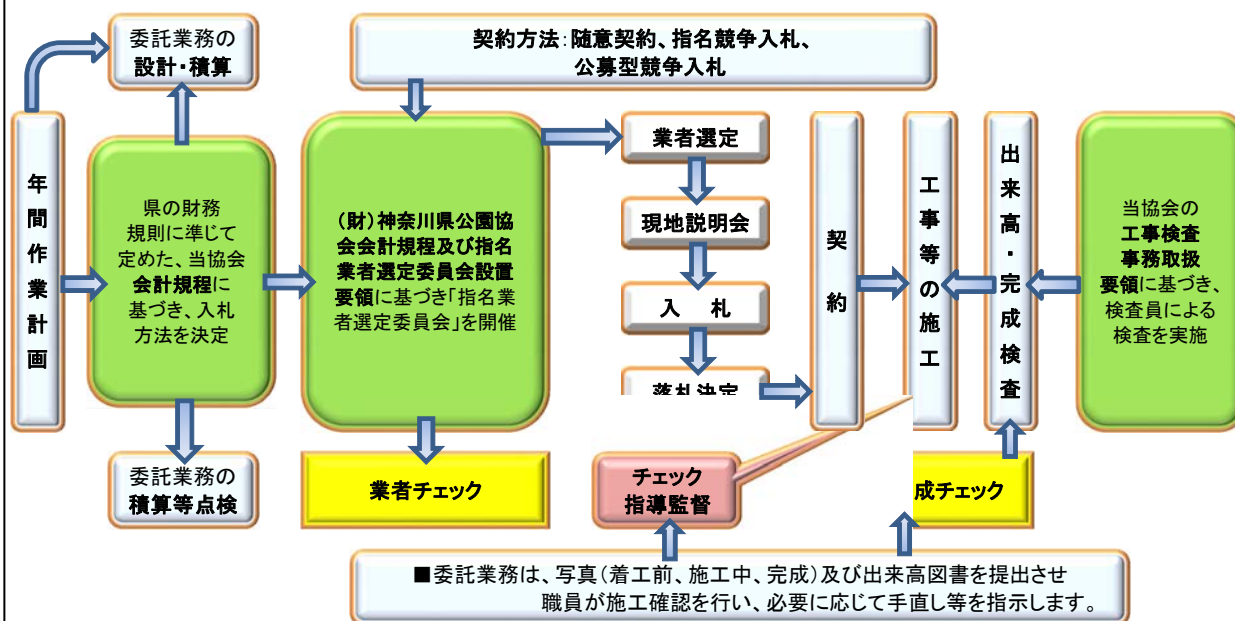 委託業務の
設計・積算
契約方法：随意契約、指名競争入札、
公募型競争入札
年間作業計画
県の財務
規則に準じて
定めた、当協会
会計規程に
基づき、入札
方法を決定
(財)神奈川県公園協
会会計規程及び指名
業者選定委員会設置
要領に基づき「指名業
者選定委員会」を開催
業者選定
現地説明会
入 札
落札決定
契 約
工事等の施工
出来高・完成検査
当協会の
工事検査
事務取扱
要領に基づき、
検査員による
検査を実施
委託業務の
積算等点検
業者チェック
チェック
指導監督
成チェック
■委託業務は、写真(着工前、施工中、完成)及び出来高図書を提出させ
職員が施工確認を行い、必要に応じて手直し等を指示します。